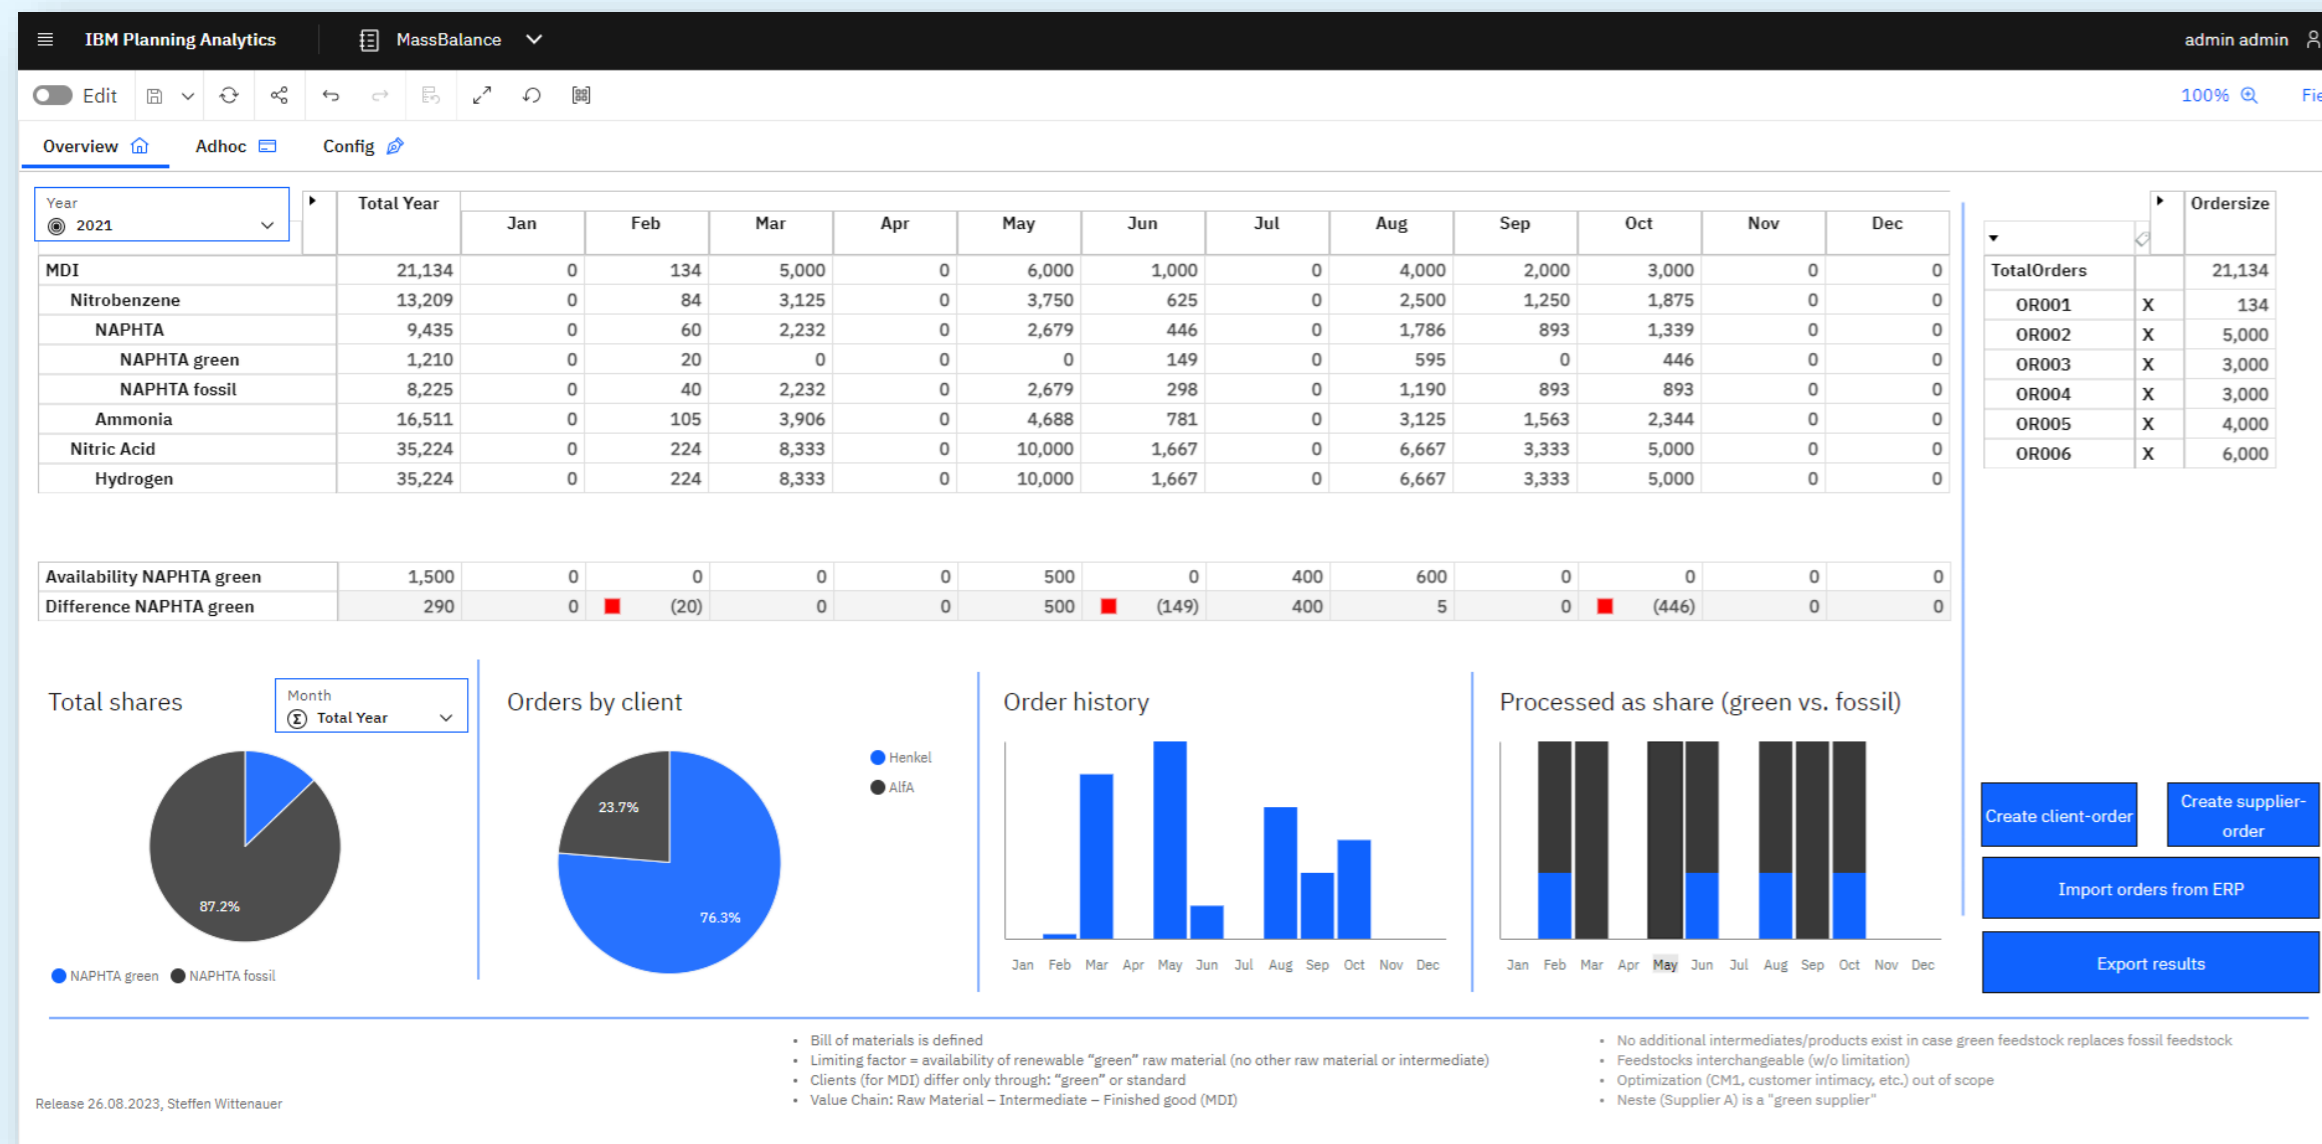 IBM Planning Analytics MassBalance admin admin
Edit 100%
Overview Adhoc Config
Year
2021
Total Year Jan Feb Mar Apr May Jun Jul Aug Sep Oct Nov Dec
MDI 21,134 0 134 5,000 0 6,000 1,000 0 4,000 2,000 3,000 0 0
Nitrobenzene 13,209 0 84 3,125 0 3,750 625 0 2,500 1,250 1,875 0 0
NAPHTA 9,435 0 60 2,232 0 2,679 446 0 1,786 893 1,339 0 0
NAPHTA green 1,210 0 20 0 0 0 149 0 595 0 446 0 0
NAPHTA fossil 8,225 0 40 2,232 0 2,679 298 0 1,190 893 893 0 0
Ammonia 16,511 0 105 3,906 0 4,688 781 0 3,125 1,563 2,344 0 0
Nitric Acid 35,224 0 224 8,333 0 10,000 1,667 0 6,667 3,333 5,000 0 0
Hydrogen 35,224 0 224 8,333 0 10,000 1,667 0 6,667 3,333 5,000 0 0
Availability NAPHTA green 1,500 0 0 0 0 500 0 400 600 0 0 0 0
Difference NAPHTA green 290 0 (20) 0 0 500 (149) 400 5 0 (446) 0 0
Ordersize
TotalOrders 21,134
OR001 X 134
OR002 X 5,000
OR003 X 3,000
OR004 X 3,000
OR005 X 4,000
OR006 X 6,000
Total shares
Month
Total Year
87.2%
NAPHTA green NAPHTA fossil
Orders by client
Henkel
AlfA
23.7%
76.3%
Order history
Jan Feb Mar Apr May Jun Jul Aug Sep Oct Nov Dec
Processed as share (green vs. fossil)
Jan Feb Mar Apr May Jun Jul Aug Sep Oct Nov Dec
Create client-order
Create supplier-
order
Import orders from ERP
Export results
• Bill of materials is defined
• Limiting factor = availability of renewable “green” raw material (no other raw material or intermediate)
• Clients (for MDI) differ only through: “green” or standard
• Value Chain: Raw Material – Intermediate – Finished good (MDI)
• No additional intermediates/products exist in case green feedstock replaces fossil feedstock
• Feedstocks interchangeable (w/o limitation)
• Optimization (CM1, customer intimacy, etc.) out of scope
• Neste (Supplier A) is a "green supplier"
Release 26.08.2023, Steffen Wittenauer